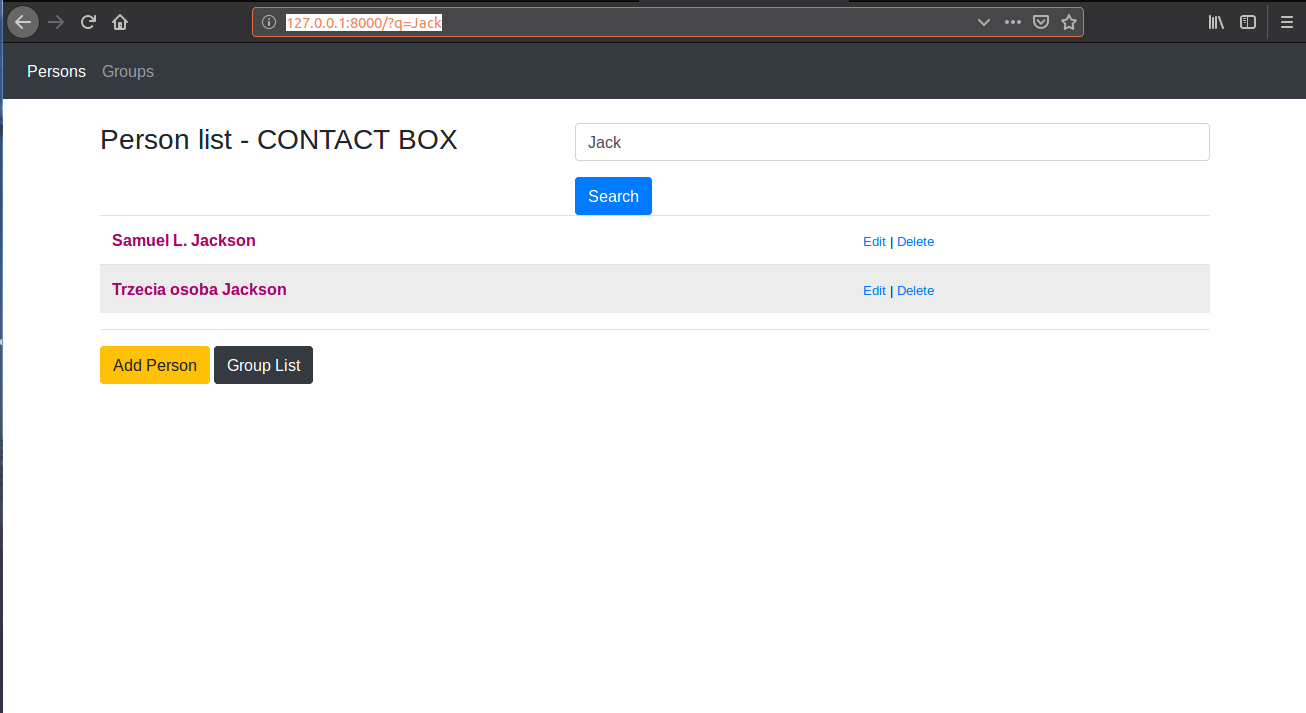 127.0.0.1:8000/?q=Jack
Persons Groups
Person list - CONTACT BOX
Jack
Search
Samuel L. Jackson Edit | Delete
Trzecia osoba Jackson Edit | Delete
Add Person Group List